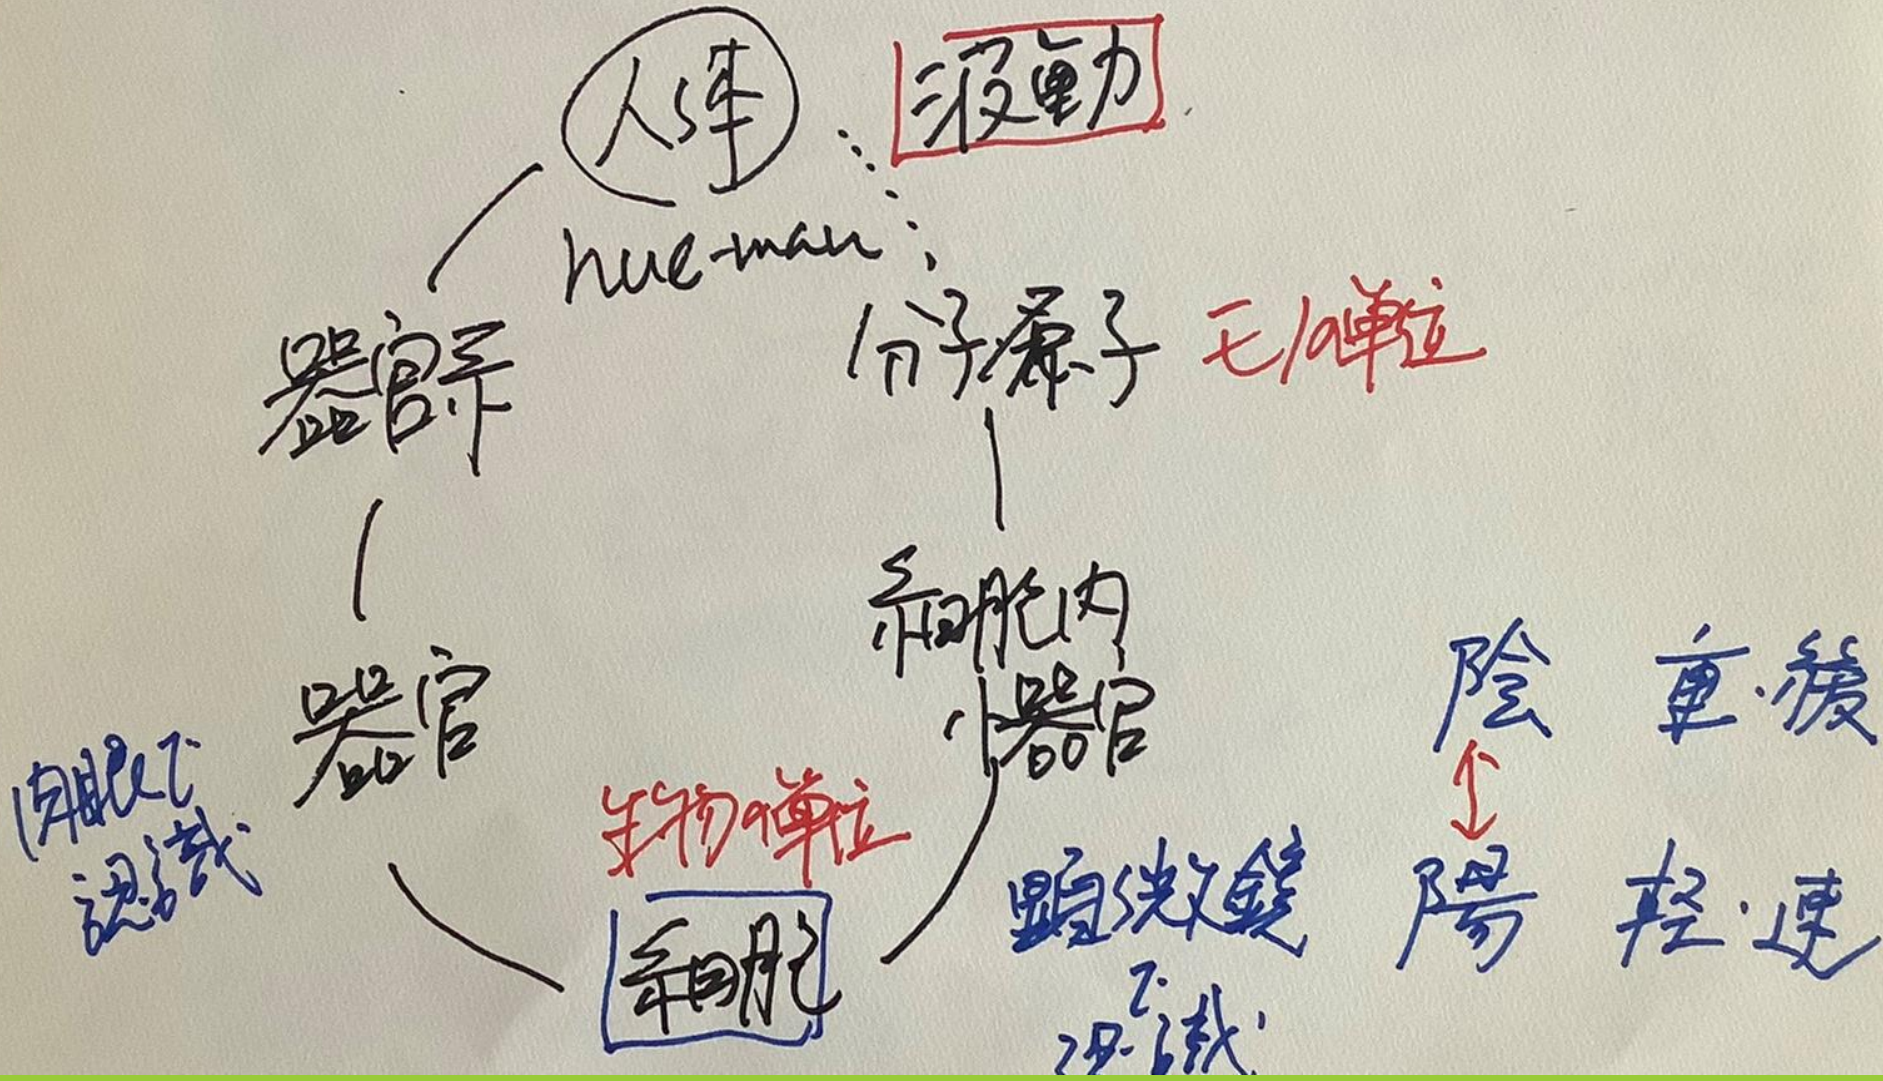 人体
波動
hue-man
器官系
分子・原子
モノの単位
細胞内
小器官
器官
肉眼で
認識
生物の単位
細胞
顕微鏡
で
認識
陰 重・緩
陽 軽・速